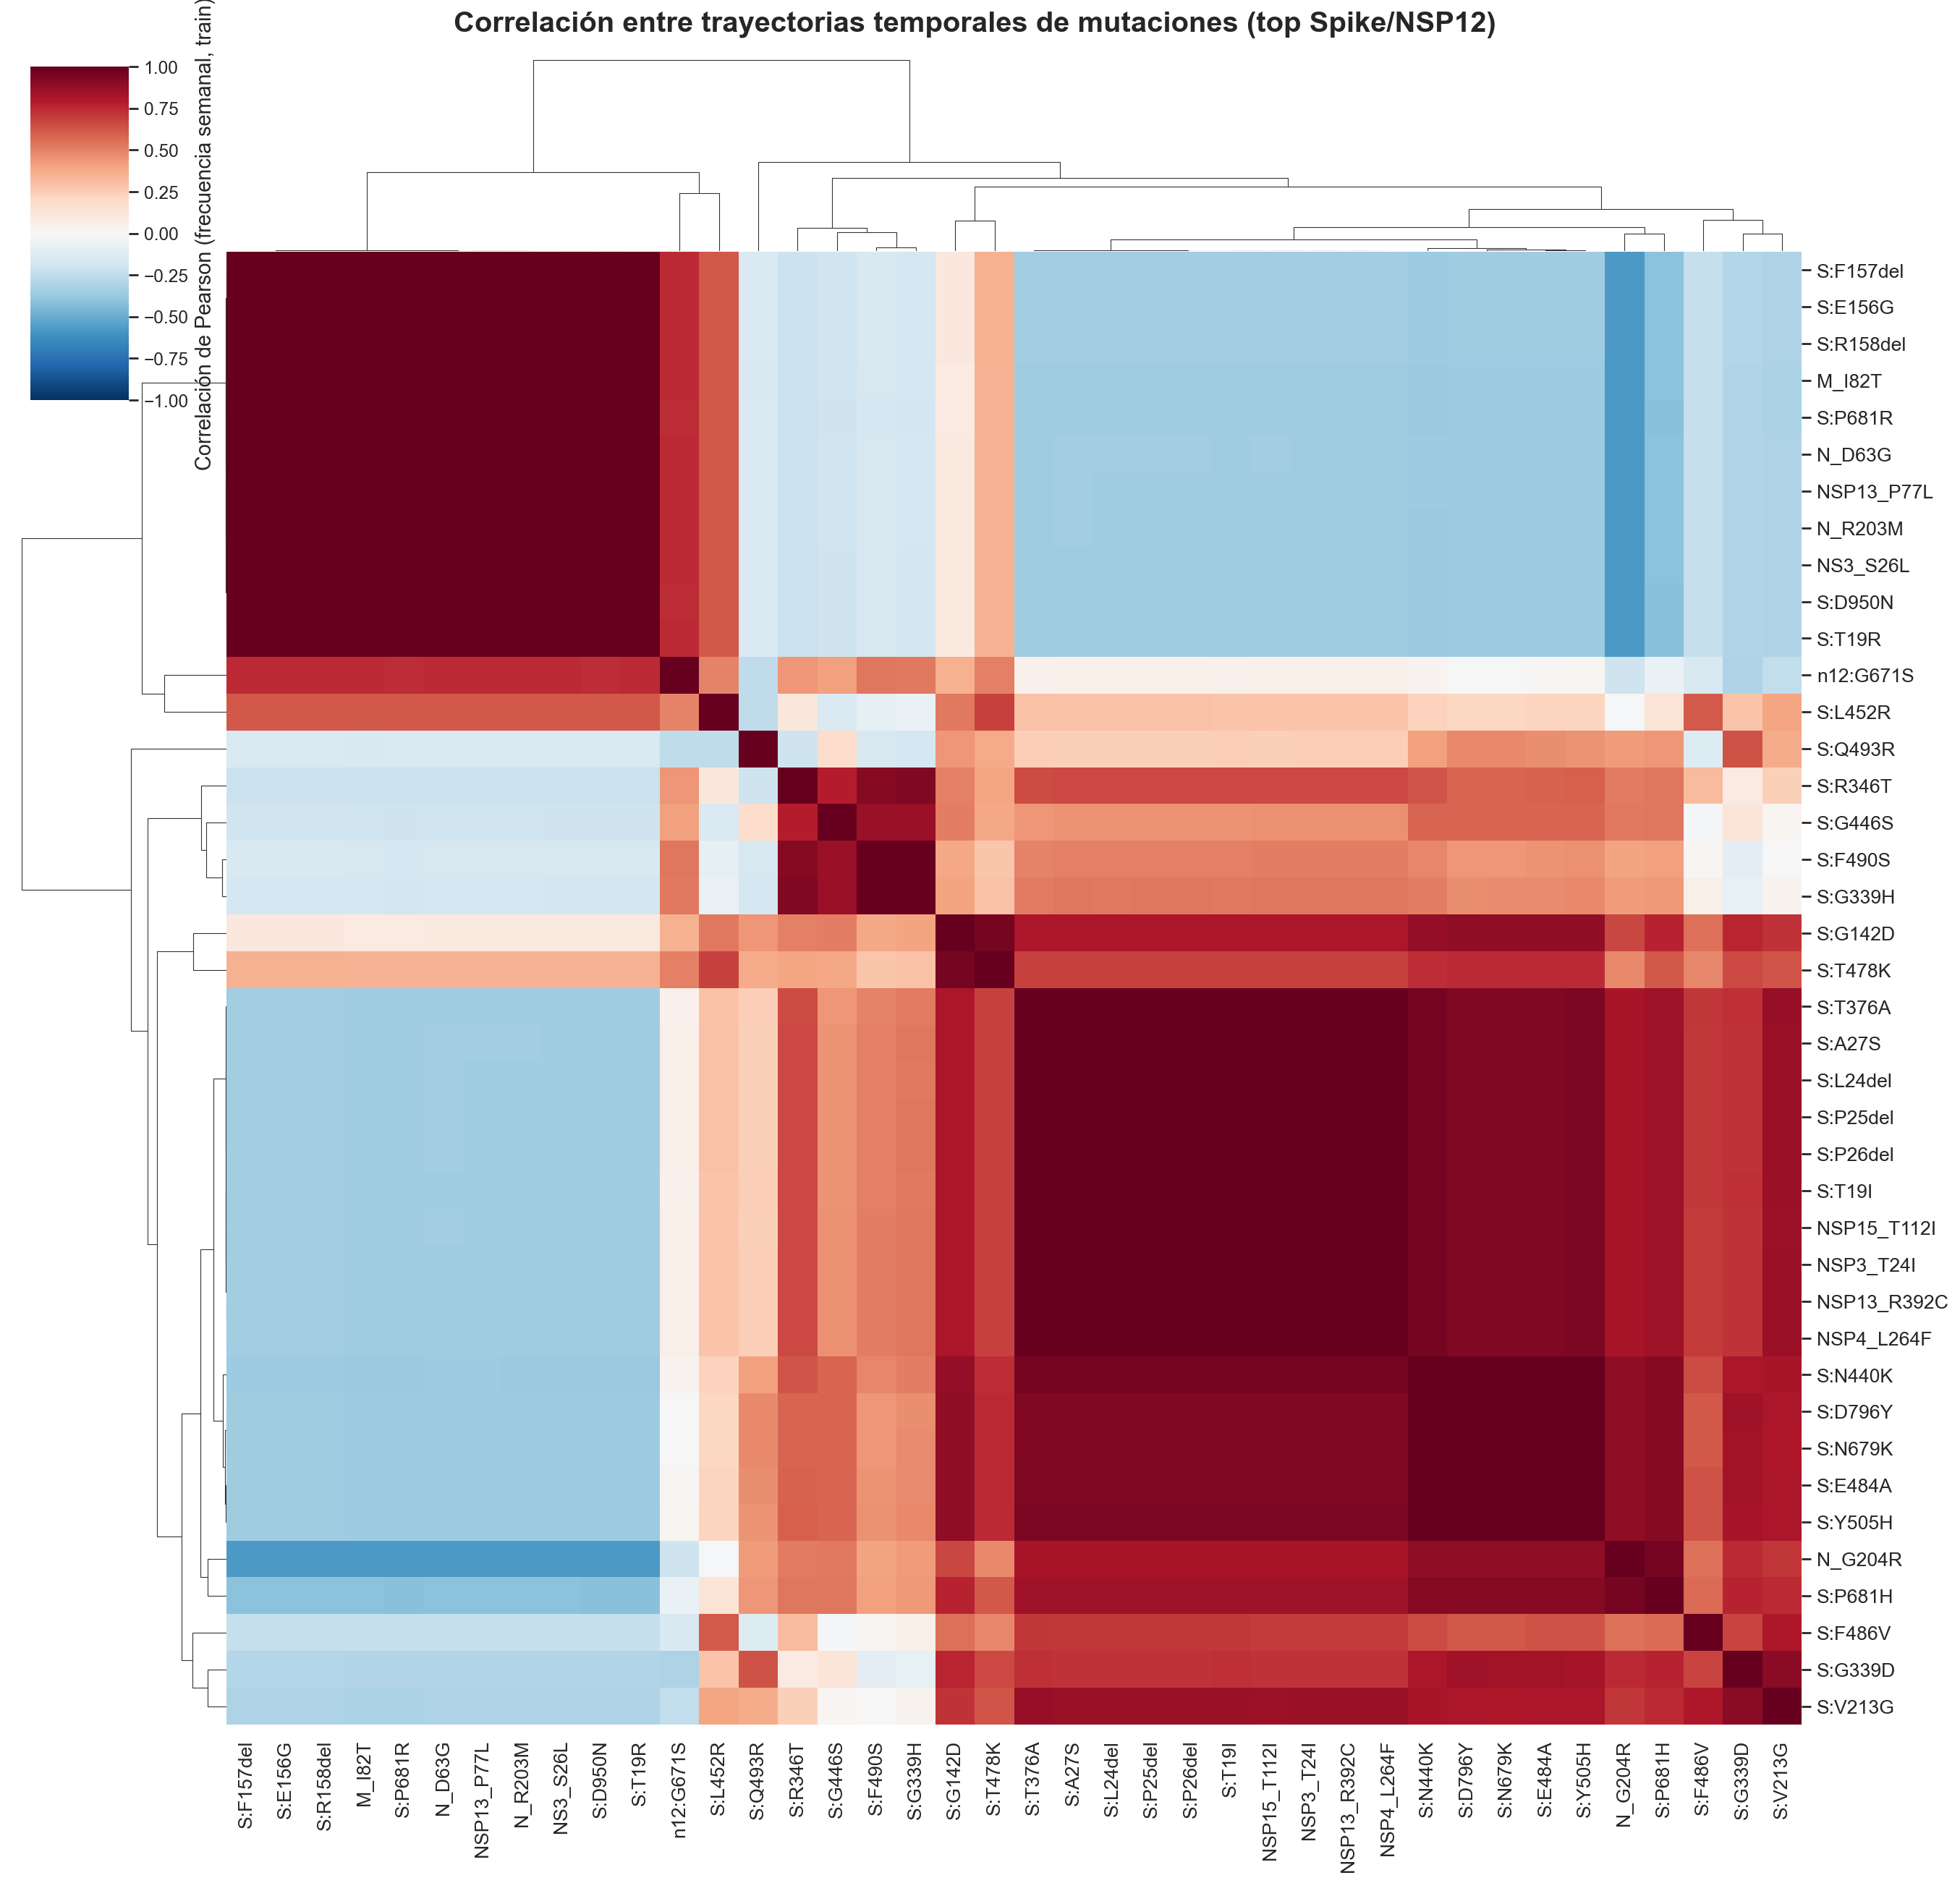 Correlación entre trayectorias temporales de mutaciones (top Spike/NSP12)
1.00
0.75
0.50
0.25
0.00
−0.25
−0.50
−0.75
−1.00
Correlación de Pearson (frecuencia semanal, train)
S:F157del
S:E156G
S:R158del
M_I82T
S:P681R
N_D63G
NSP13_P77L
N_R203M
NS3_S26L
S:D950N
S:T19R
n12:G671S
S:L452R
S:Q493R
S:R346T
S:G446S
S:F490S
S:G339H
S:G142D
S:T478K
S:T376A
S:A27S
S:L24del
S:P25del
S:P26del
S:T19I
NSP15_T112I
NSP3_T24I
NSP13_R392C
NSP4_L264F
S:N440K
S:D796Y
S:N679K
S:E484A
S:Y505H
N_G204R
S:P681H
S:F486V
S:G339D
S:V213G
S:F157del
S:E156G
S:R158del
M_I82T
S:P681R
N_D63G
NSP13_P77L
N_R203M
NS3_S26L
S:D950N
S:T19R
n12:G671S
S:L452R
S:Q493R
S:R346T
S:G446S
S:F490S
S:G339H
S:G142D
S:T478K
S:T376A
S:A27S
S:L24del
S:P25del
S:P26del
S:T19I
NSP15_T112I
NSP3_T24I
NSP13_R392C
NSP4_L264F
S:N440K
S:D796Y
S:N679K
S:E484A
S:Y505H
N_G204R
S:P681H
S:F486V
S:G339D
S:V213G